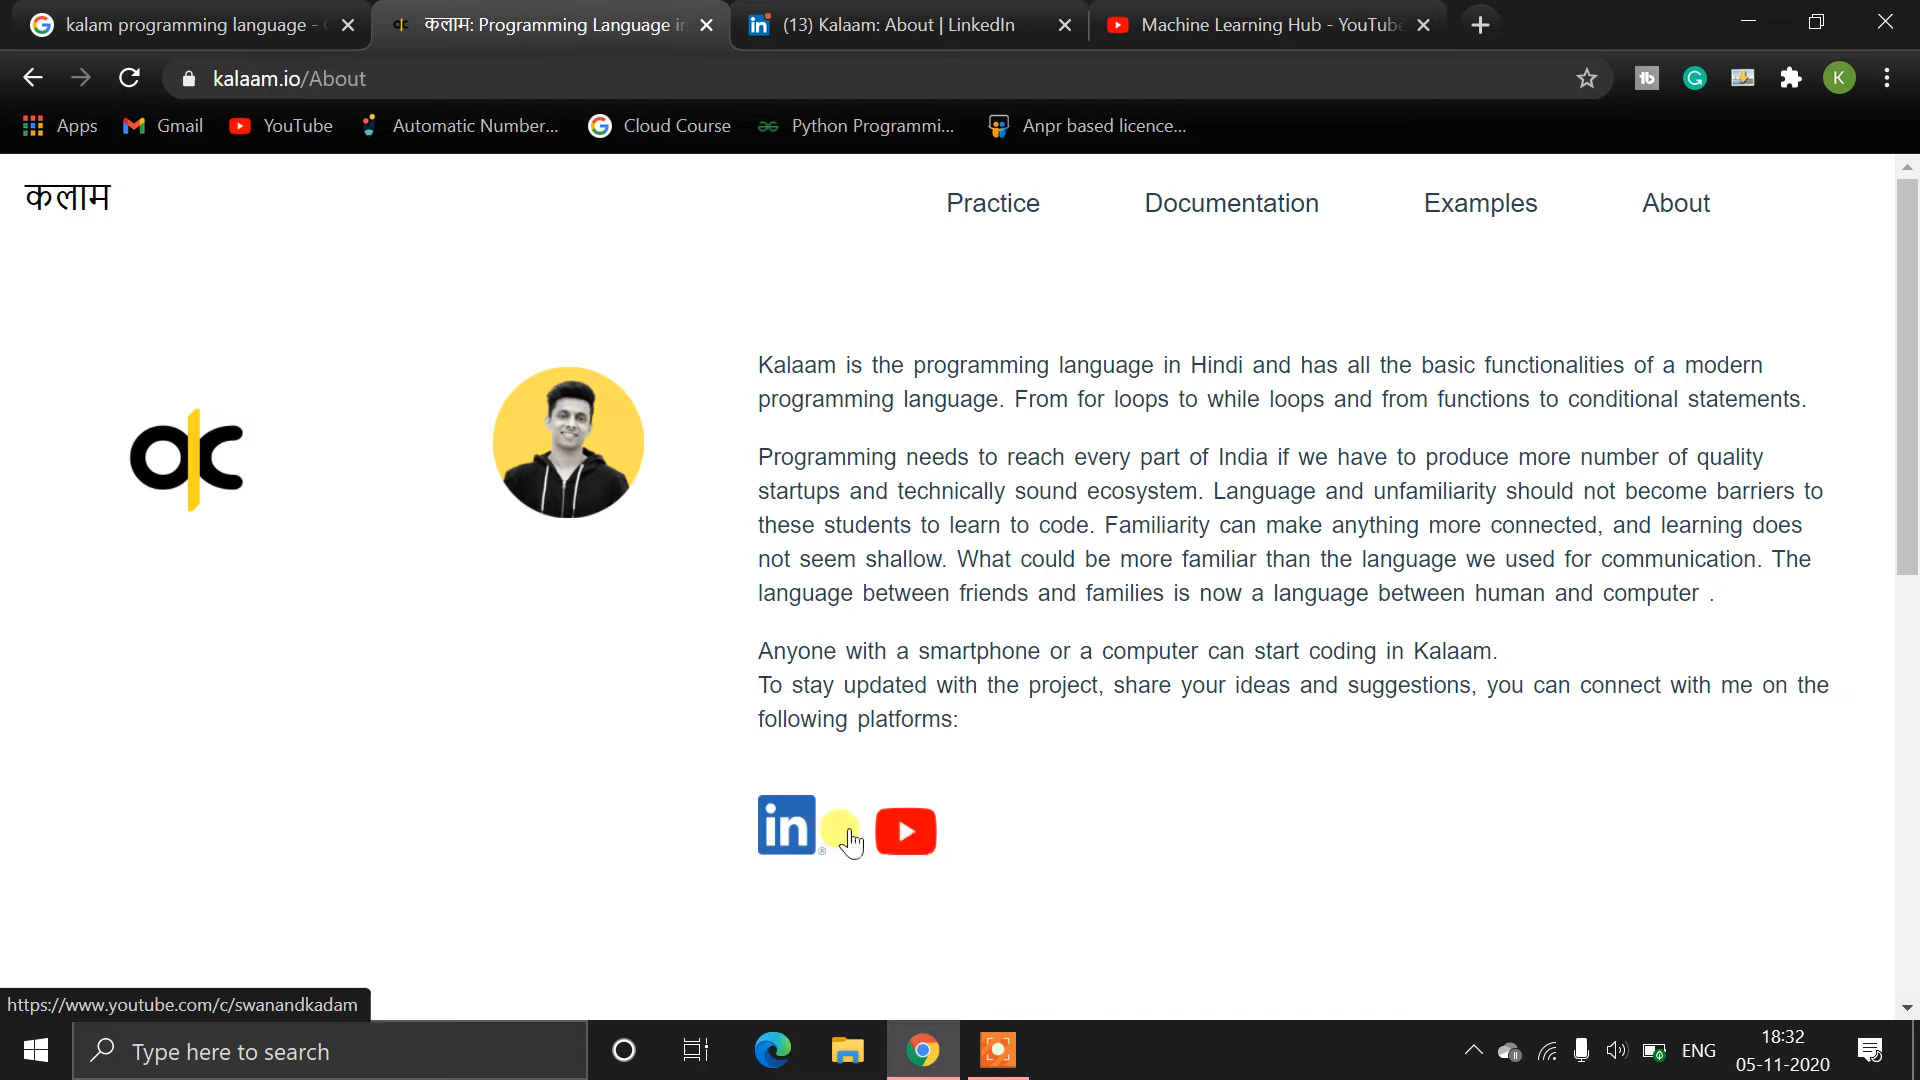 kalam programming language -
कलाम: Programming Language in
(13) Kalaam: About | LinkedIn
Machine Learning Hub - YouTube
kalaam.io/About
K
Apps
Gmail
YouTube
Automatic Number...
Cloud Course
Python Programmi...
Anpr based licence...
कलाम
Practice
Documentation
Examples
About
Kalaam is the programming language in Hindi and has all the basic functionalities of a modern
programming language. From for loops to while loops and from functions to conditional statements.
Programming needs to reach every part of India if we have to produce more number of quality
startups and technically sound ecosystem. Language and unfamiliarity should not become barriers to
these students to learn to code. Familiarity can make anything more connected, and learning does
not seem shallow. What could be more familiar than the language we used for communication. The
language between friends and families is now a language between human and computer .
Anyone with a smartphone or a computer can start coding in Kalaam.
To stay updated with the project, share your ideas and suggestions, you can connect with me on the
following platforms:
in
https://www.youtube.com/c/swanandkadam
Type here to search
ENG
18:32
05-11-2020